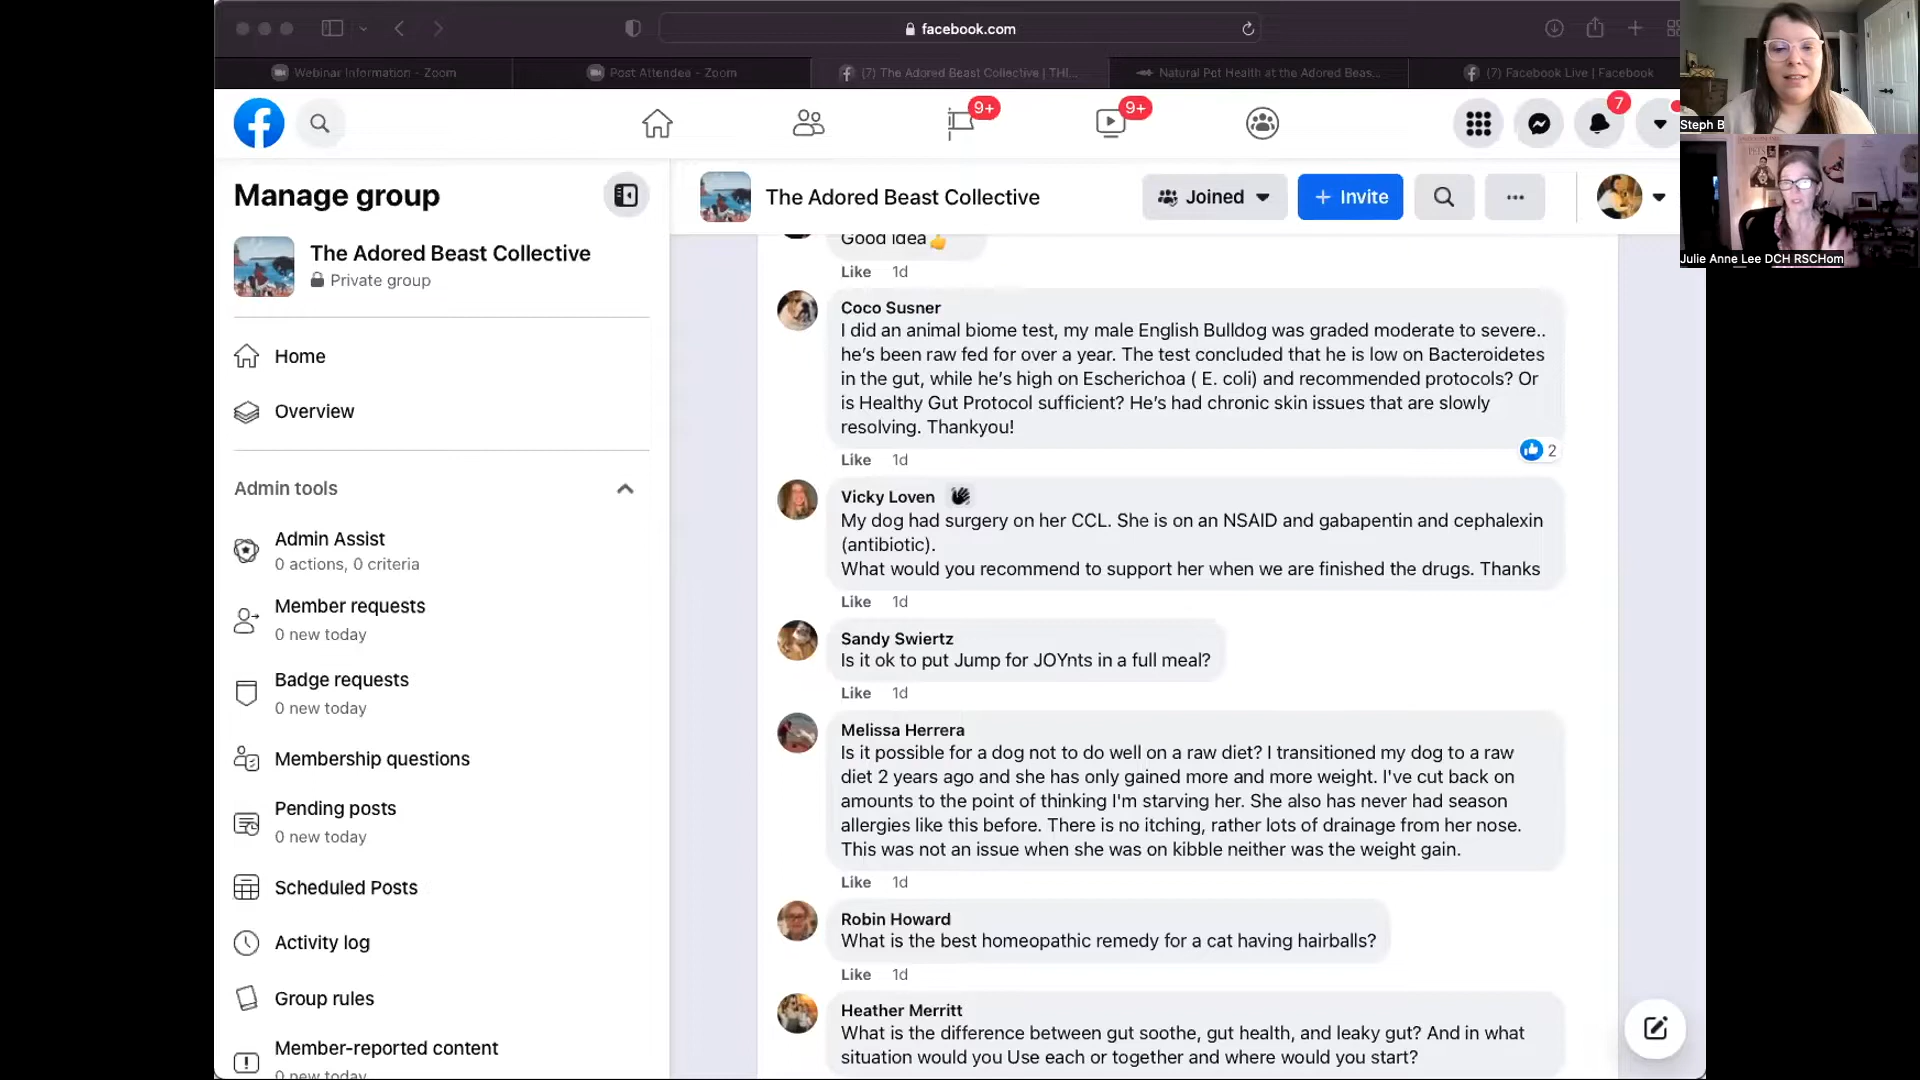 facebook.com
Webinar Information - Zoom
Post Attendee - Zoom
(7) The Adored Beast Collective | THI...
Natural Pet Health at the Adored Beas...
(7) Facebook Live | Facebook
Steph B
Julie Anne Lee DCH RSCHom
9+
9+
7
Manage group
The Adored Beast Collective
Private group
Home
Overview
Admin tools
Admin Assist
0 actions, 0 criteria
Member requests
0 new today
Badge requests
0 new today
Membership questions
Pending posts
0 new today
Scheduled Posts
Activity log
Group rules
Member-reported content
0 new today
The Adored Beast Collective
Joined
+ Invite
Good idea👍
Like 1d
Coco Susner
I did an animal biome test, my male English Bulldog was graded moderate to severe..
he's been raw fed for over a year. The test concluded that he is low on Bacteroidetes
in the gut, while he's high on Escherichoa ( E. coli) and recommended protocols? Or
is Healthy Gut Protocol sufficient? He's had chronic skin issues that are slowly
resolving. Thankyou!
2
Like 1d
Vicky Loven
My dog had surgery on her CCL. She is on an NSAID and gabapentin and cephalexin
(antibiotic).
What would you recommend to support her when we are finished the drugs. Thanks
Like 1d
Sandy Swiertz
Is it ok to put Jump for JOYnts in a full meal?
Like 1d
Melissa Herrera
Is it possible for a dog not to do well on a raw diet? I transitioned my dog to a raw
diet 2 years ago and she has only gained more and more weight. I've cut back on
amounts to the point of thinking I'm starving her. She also has never had season
allergies like this before. There is no itching, rather lots of drainage from her nose.
This was not an issue when she was on kibble neither was the weight gain.
Like 1d
Robin Howard
What is the best homeopathic remedy for a cat having hairballs?
Like 1d
Heather Merritt
What is the difference between gut soothe, gut health, and leaky gut? And in what
situation would you Use each or together and where would you start?